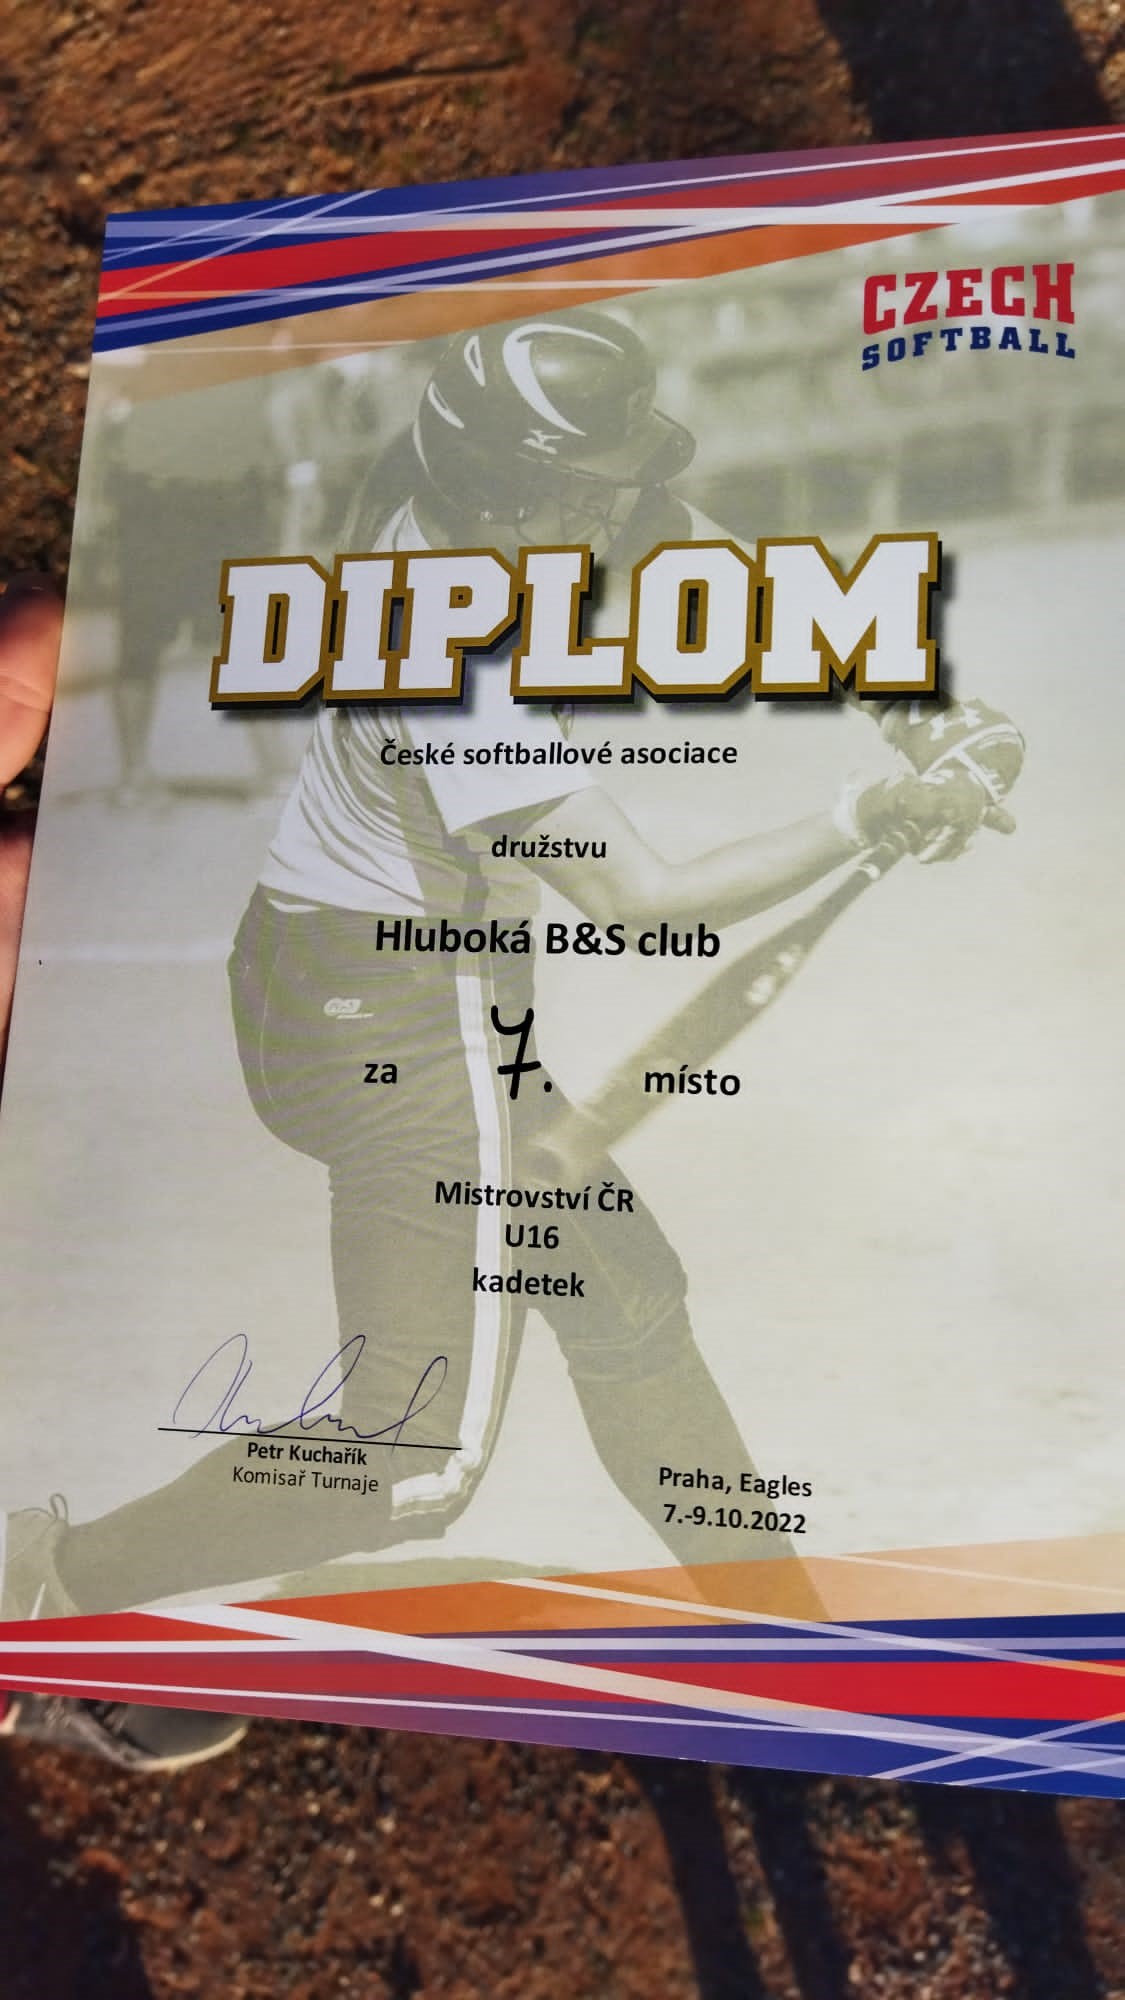 CZECH
SOFTBALL
DIPLOM
České softballové asociace
družstvu
Hluboká B&S club
za 7. místo
Mistrovství ČR
U16
kadetek
Petr Kuchařík
Komisař Turnaje
Praha, Eagles
7.-9.10.2022